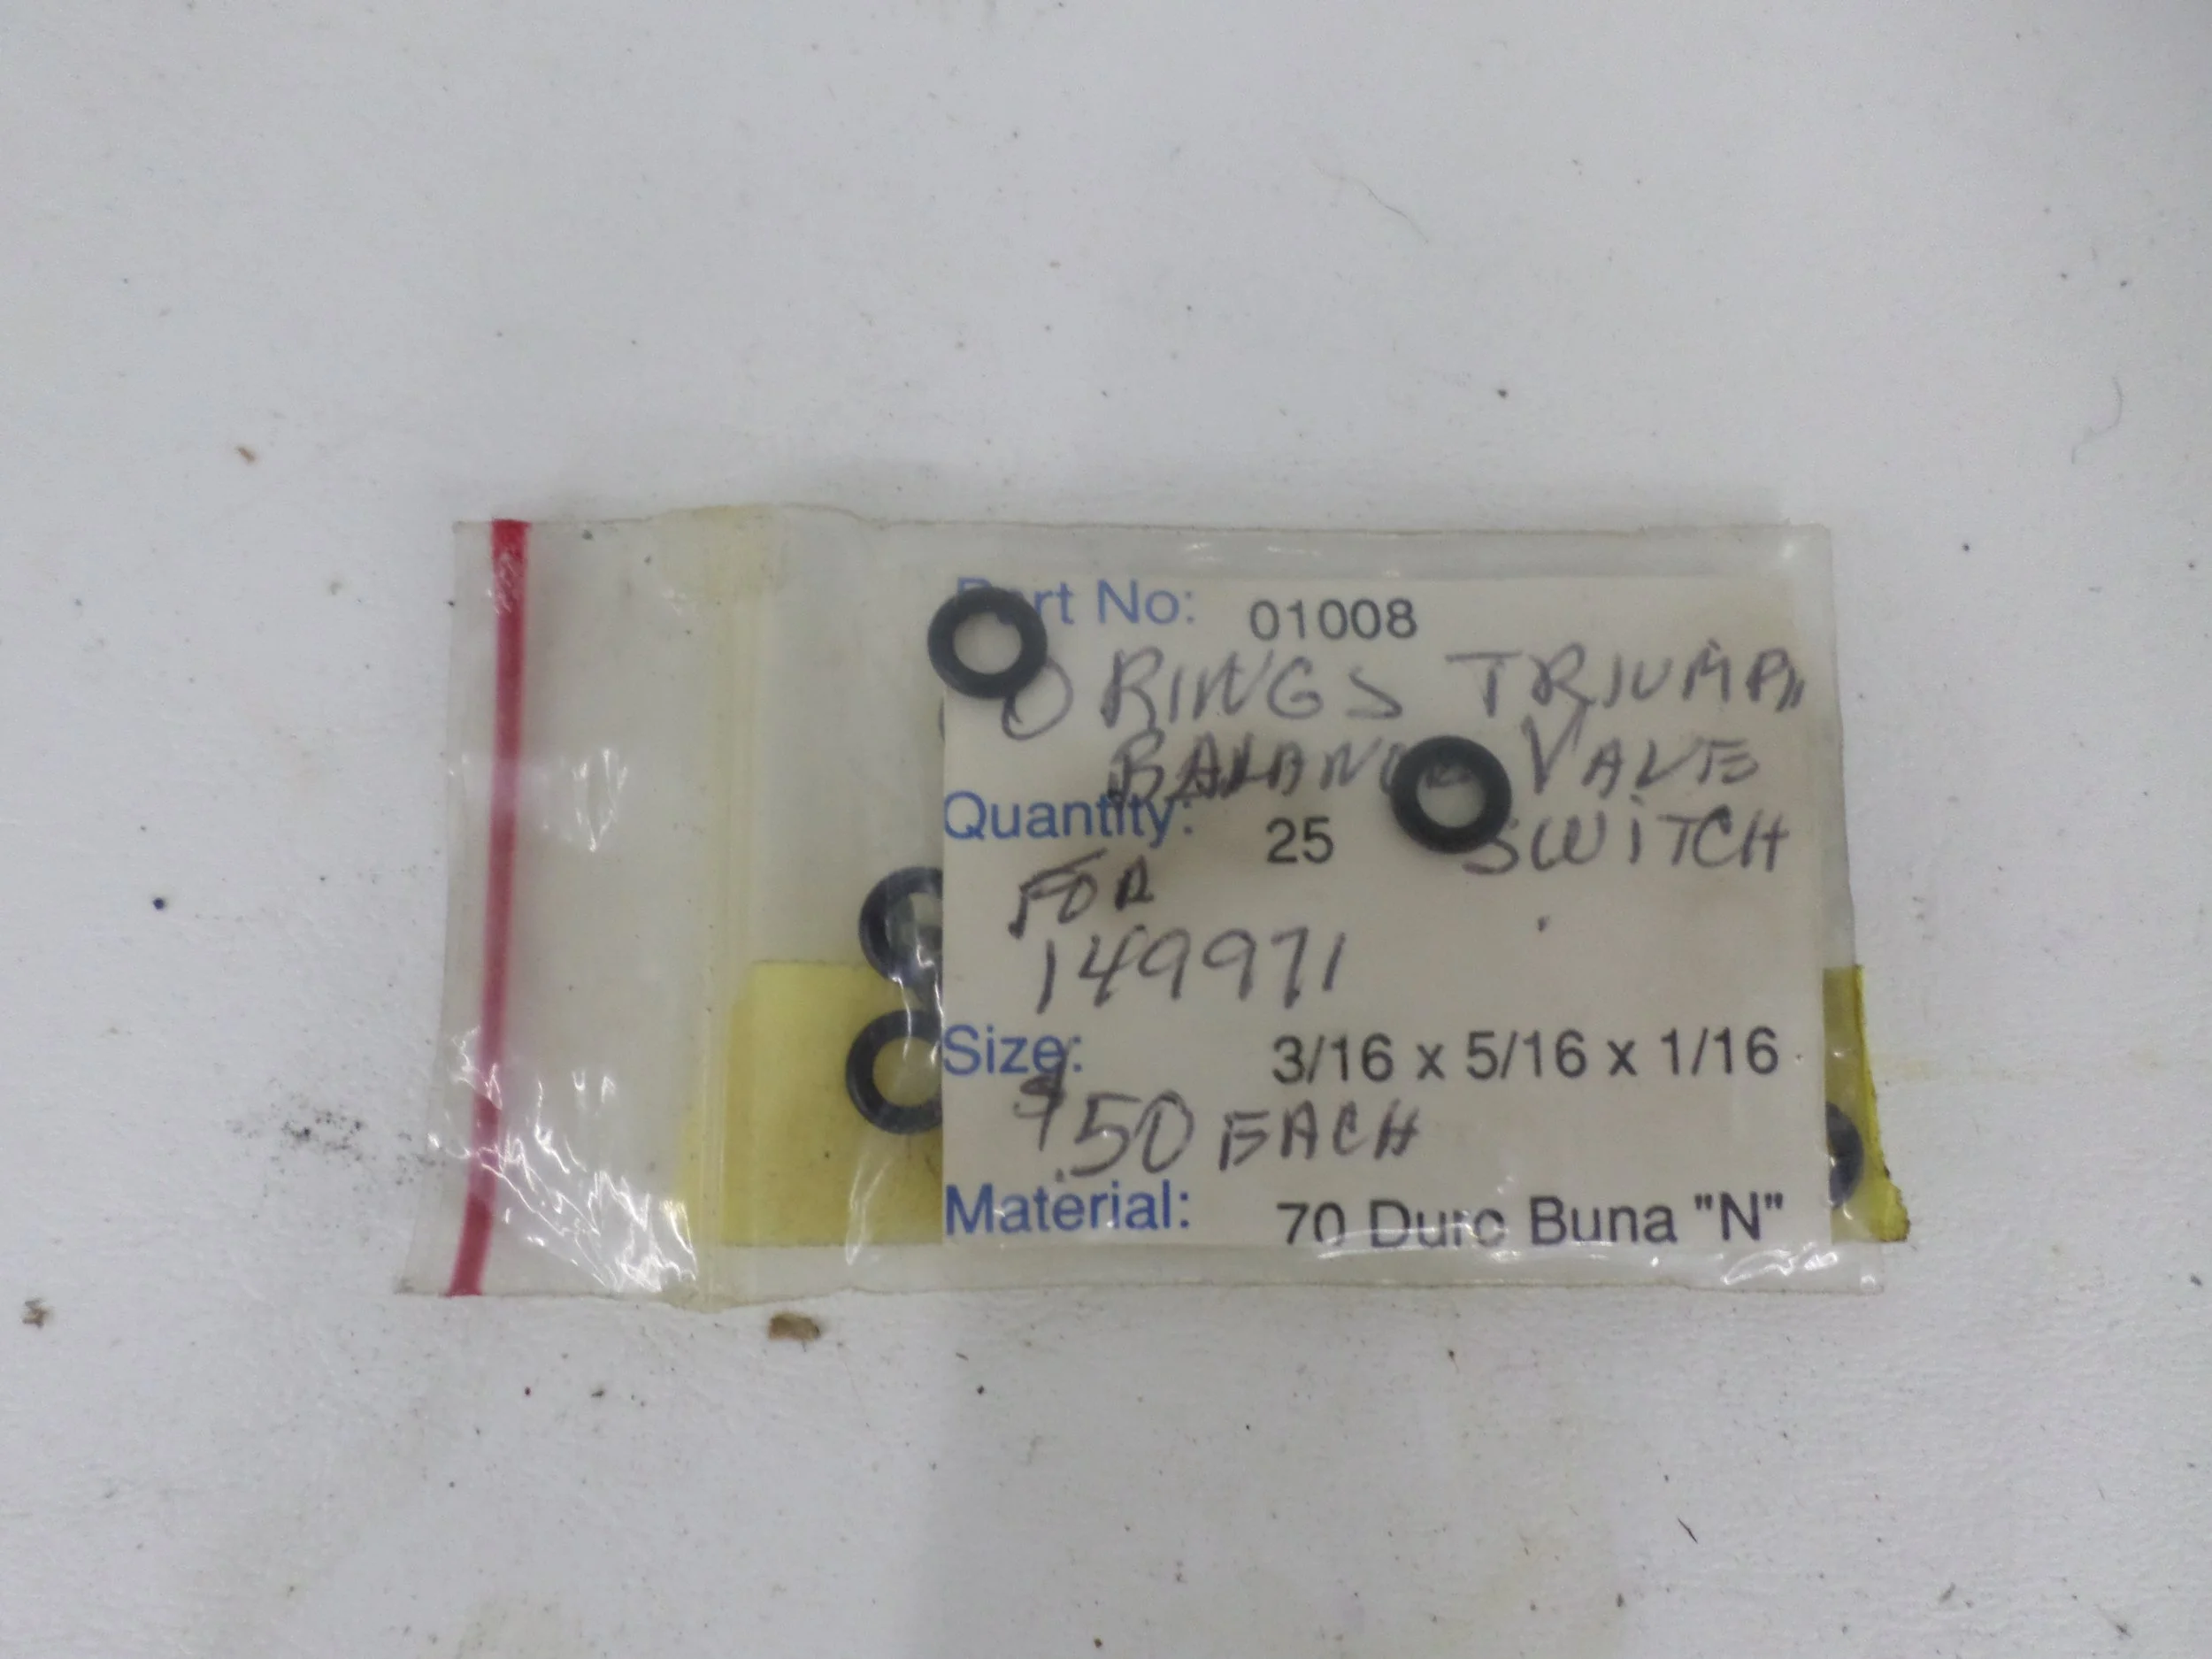 Part No: 01008
O RINGS TRIUMPH
BALANCE VALVE
Quantity: 25
SWITCH
FOR
149971
Size: 3/16 x 5/16 x 1/16
$.50 EACH
Material: 70 Duro Buna "N"